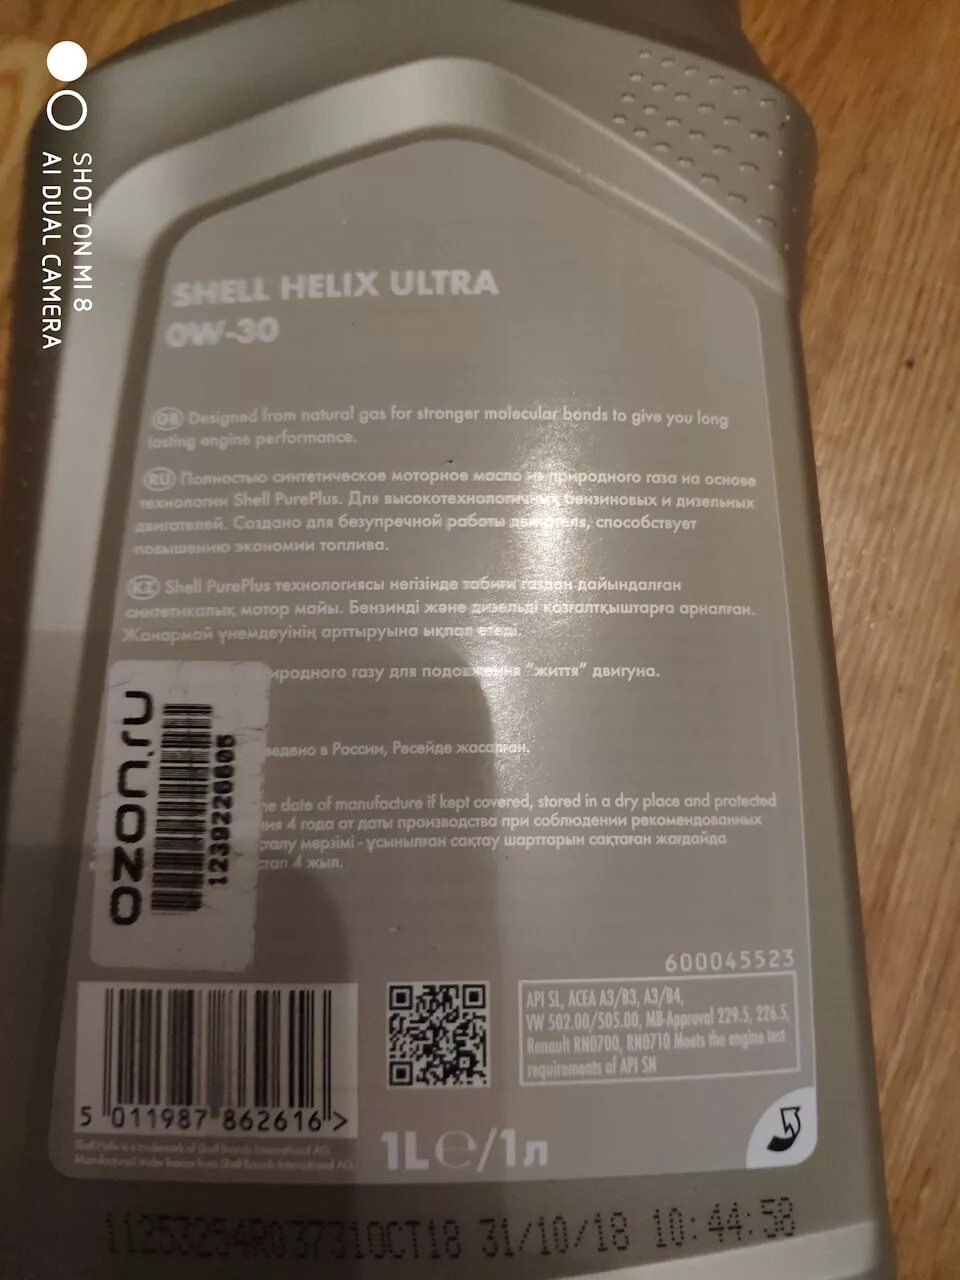 SHOT ON MI 8
AI DUAL CAMERA
SHELL HELIX ULTRA
0W-30
GB Designed from natural gas for stronger molecular bonds to give you long
lasting engine performance.
RU Полностью синтетическое моторное масло из природного газа на основе
технологии Shell PurePlus. Для высокотехнологичных бензиновых и дизельных
двигателей. Создано для безупречной работы двигателя, способствует
повышению экономии топлива.
KZ Shell PurePlus технологиясы негізінде табиғи газдан дайындалған
синтетикалық мотор майы. Бензинді және дизельді қозғалтқыштарға арналған.
Жанармай үнемдеуінің арттыруына ықпал етеді.
иродного газу для подовження "життя" двигуна.
ведено в России, Ресейде жасалған.
he date of manufacture if kept covered, stored in a dry place and protected
ния 4 года от даты производства при соблюдении рекомендованных
қталу мерзімі - ұсынылған сақтау шарттарын сақтаған жағдайда
стап 4 жыл.
ozon.ru
600045523
API SL, ACEA A3/B3, A3/B4,
VW 502.00/505.00, MB-Approval 229.5, 226.5,
Renault RN0700, RN0710 Meets the engine test
requirements of API SN
5 011987 862616 >
Shell Helix is a trademark of Shell Brands International AG.
Manufactured under licence from Shell Brands International AG.
1L e/1л
11253254R03731OCT18 31/10/18 10:44:58